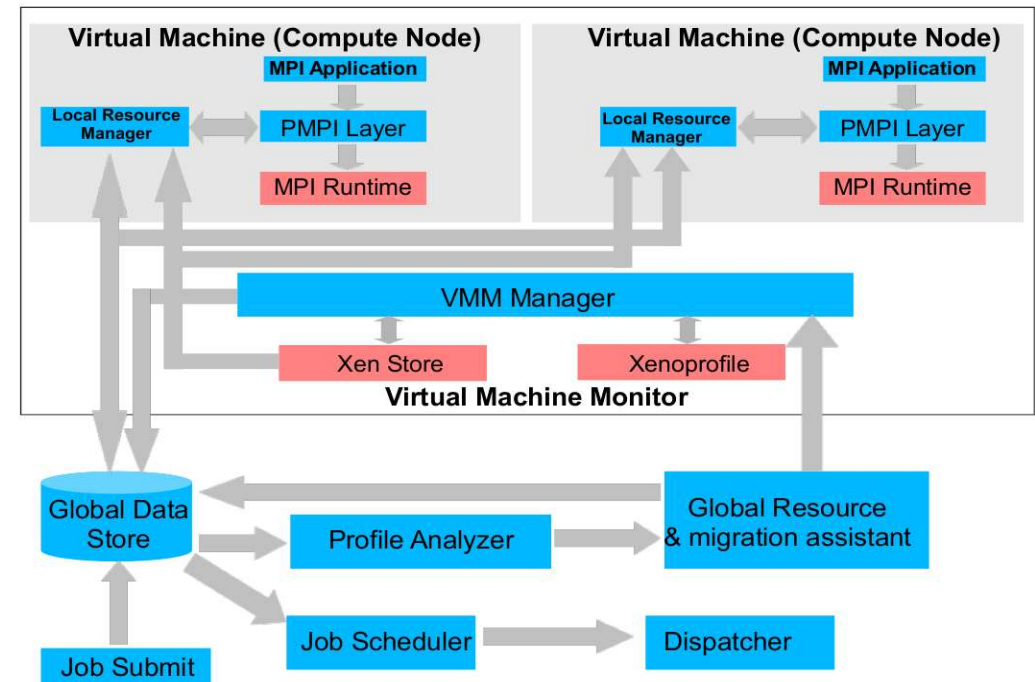 Virtual Machine (Compute Node)
MPI Application
Local Resource
Manager
PMPI Layer
MPI Runtime
Virtual Machine (Compute Node)
MPI Application
Local Resource
Manager
PMPI Layer
MPI Runtime
VMM Manager
Xen Store
Xenoprofile
Virtual Machine Monitor
Global Data
Store
Profile Analyzer
Global Resource
& migration assistant
Job Scheduler
Dispatcher
Job Submit